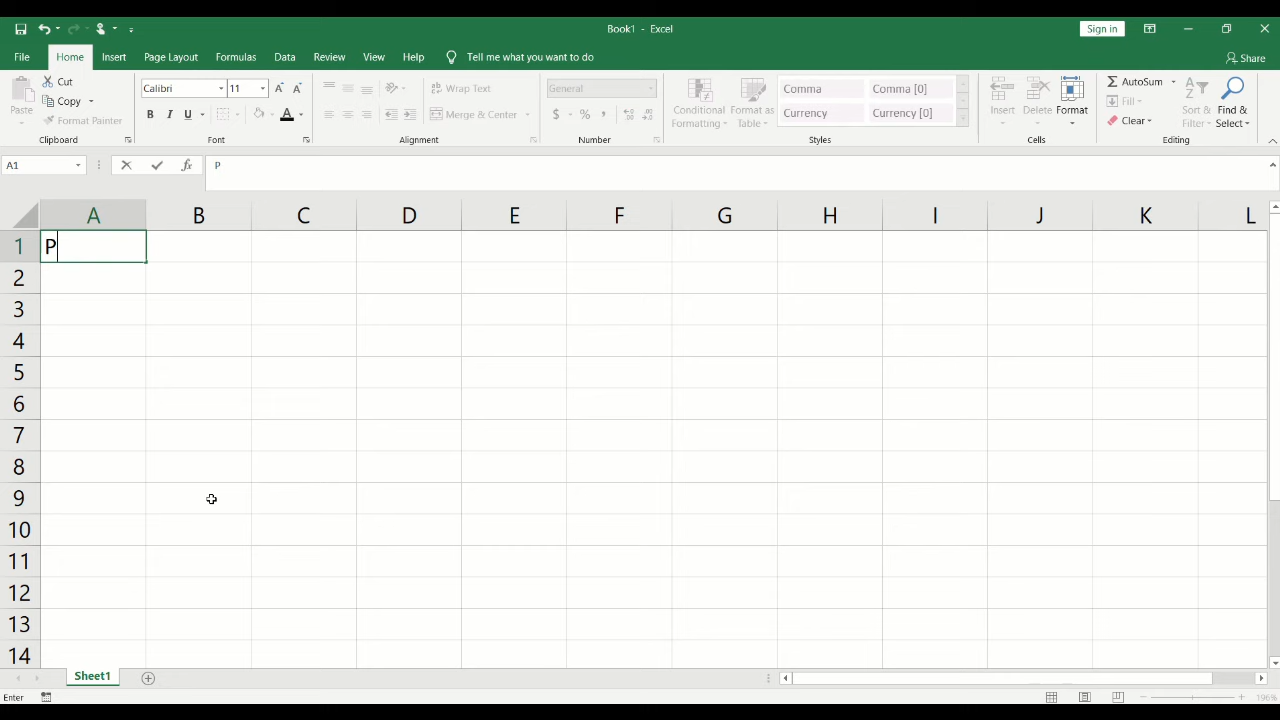 Book1 - Excel
Sign in
File Home Insert Page Layout Formulas Data Review View Help Tell me what you want to do Share
Paste Cut Copy Format Painter Clipboard
Calibri 11 A A B I U A Font
Wrap Text Merge & Center Alignment
General $ % , Number
Conditional Formatting Format as Table Comma Comma [0] Currency Currency [0] Styles
Insert Delete Format Cells
AutoSum Fill Clear Sort & Filter Find & Select Editing
A1 fx P
A B C D E F G H I J K L
1 P
2
3
4
5
6
7
8
9
10
11
12
13
14
Sheet1
Enter 196%